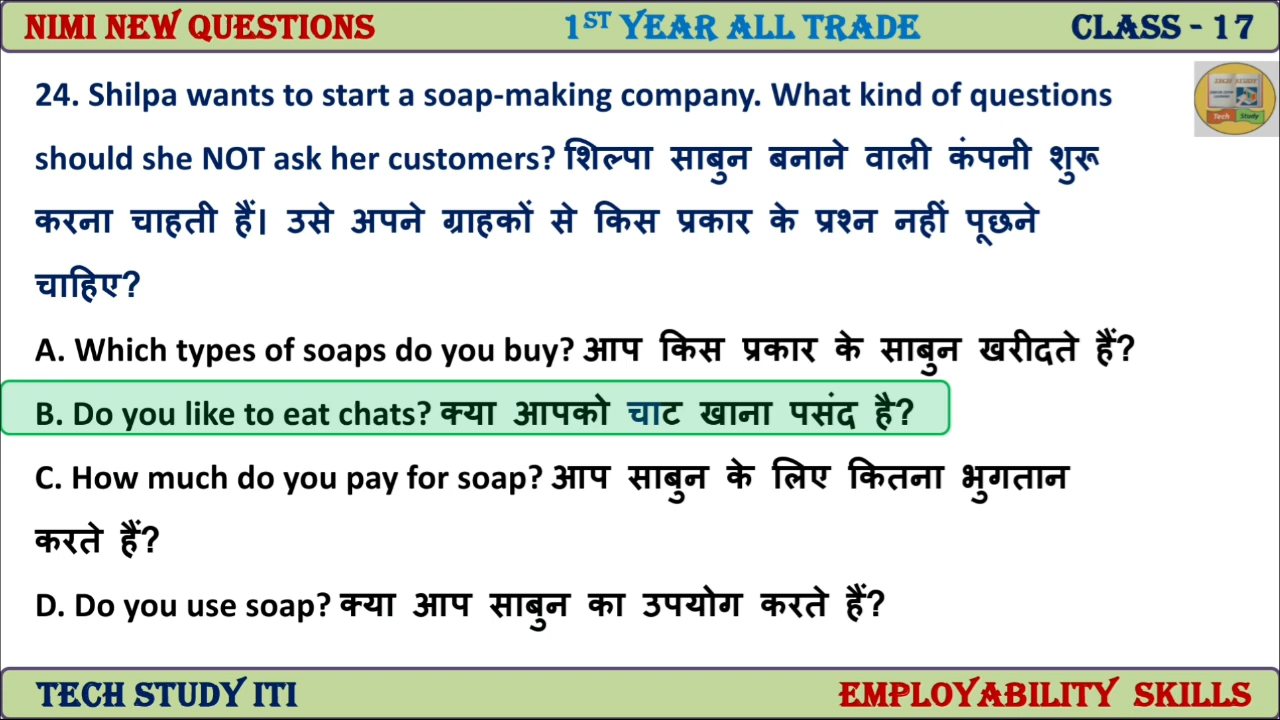 NIMI NEW QUESTIONS 1ST YEAR ALL TRADE CLASS - 17
24. Shilpa wants to start a soap-making company. What kind of questions
should she NOT ask her customers? शिल्पा साबुन बनाने वाली कंपनी शुरू
करना चाहती हैं। उसे अपने ग्राहकों से किस प्रकार के प्रश्न नहीं पूछने
चाहिए?
A. Which types of soaps do you buy? आप किस प्रकार के साबुन खरीदते हैं?
B. Do you like to eat chats? क्या आपको चाट खाना पसंद है?
C. How much do you pay for soap? आप साबुन के लिए कितना भुगतान
करते हैं?
D. Do you use soap? क्या आप साबुन का उपयोग करते हैं?
TECH STUDY
Tech Study
TECH STUDY ITI EMPLOYABILITY SKILLS